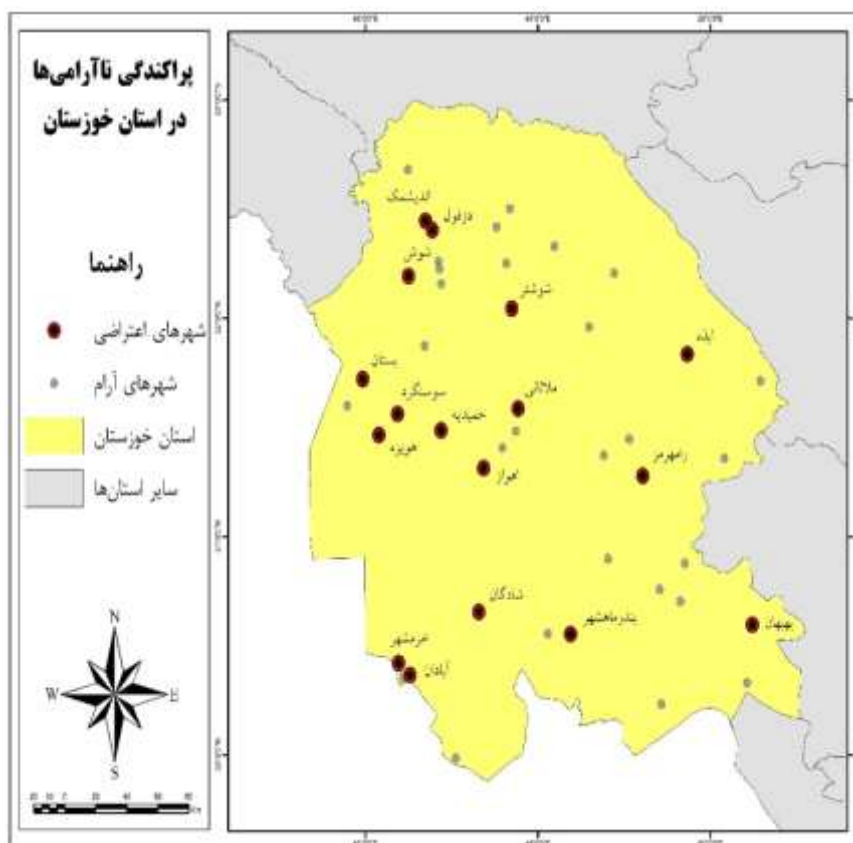 پراکندگی ناآرامی‌ها
در استان خوزستان
راهنما
شهرهای اعتراضی
شهرهای آرام
استان خوزستان
سایر استان‌ها
N
W
E
S
اندیشمک
دزفول
شوش
شوشتر
ایذه
بستان
سوسنگرد
ملاثانی
حمیدیه
هویزه
اهواز
رامهرمز
شادگان
بندرماهشهر
بهبهان
خرمشهر
آبادان